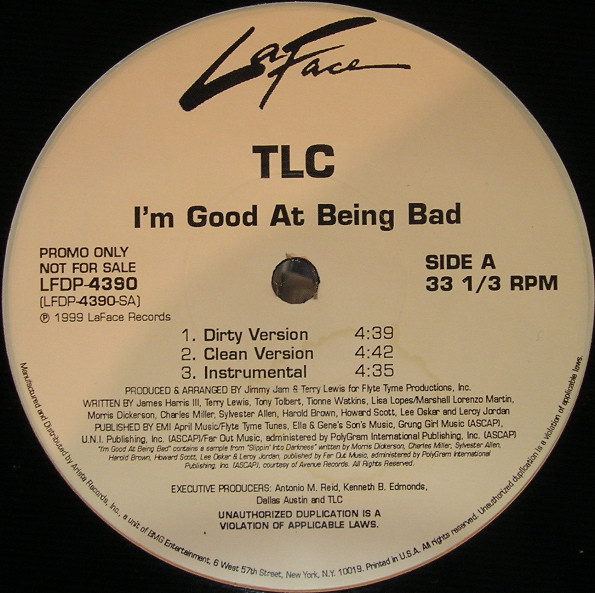 LaFace
TLC
I'm Good At Being Bad
PROMO ONLY
NOT FOR SALE
LFDP-4390
(LFDP-4390-SA)
℗ 1999 LaFace Records
SIDE A
33 1/3 RPM
1. Dirty Version 4:39
2. Clean Version 4:42
3. Instrumental 4:35
PRODUCED & ARRANGED BY Jimmy Jam & Terry Lewis for Flyte Tyme Productions, Inc.
WRITTEN BY James Harris III, Terry Lewis, Tony Tolbert, Tionne Watkins, Lisa Lopes/Marshall Lorenzo Martin,
Morris Dickerson, Charles Miller, Sylvester Allen, Harold Brown, Howard Scott, Lee Oskar and Leroy Jordan
PUBLISHED BY EMI April Music/Flyte Tyme Tunes, Ella & Gene's Son's Music, Grung Girl Music (ASCAP),
U.N.I. Publishing, Inc. (ASCAP)/Far Out Music, administered by PolyGram International Publishing, Inc. (ASCAP)
"I'm Good At Being Bad" contains a sample from "Slippin' Into Darkness" written by Morris Dickerson, Charles Miller, Sylvester Allen,
Harold Brown, Howard Scott, Lee Oskar & Leroy Jordan, published by Far Out Music, administered by PolyGram International
Publishing, Inc. (ASCAP), courtesy of Avenue Records. All Rights Reserved.
EXECUTIVE PRODUCERS: Antonio M. Reid, Kenneth B. Edmonds,
Dallas Austin and TLC
UNAUTHORIZED DUPLICATION IS A
VIOLATION OF APPLICABLE LAWS.
Manufactured and Distributed by Arista Records, Inc., a unit of BMG Entertainment, 6 West 57th Street, New York, N.Y. 10019. Printed in U.S.A. All rights reserved. Unauthorized duplication is a violation of applicable laws.